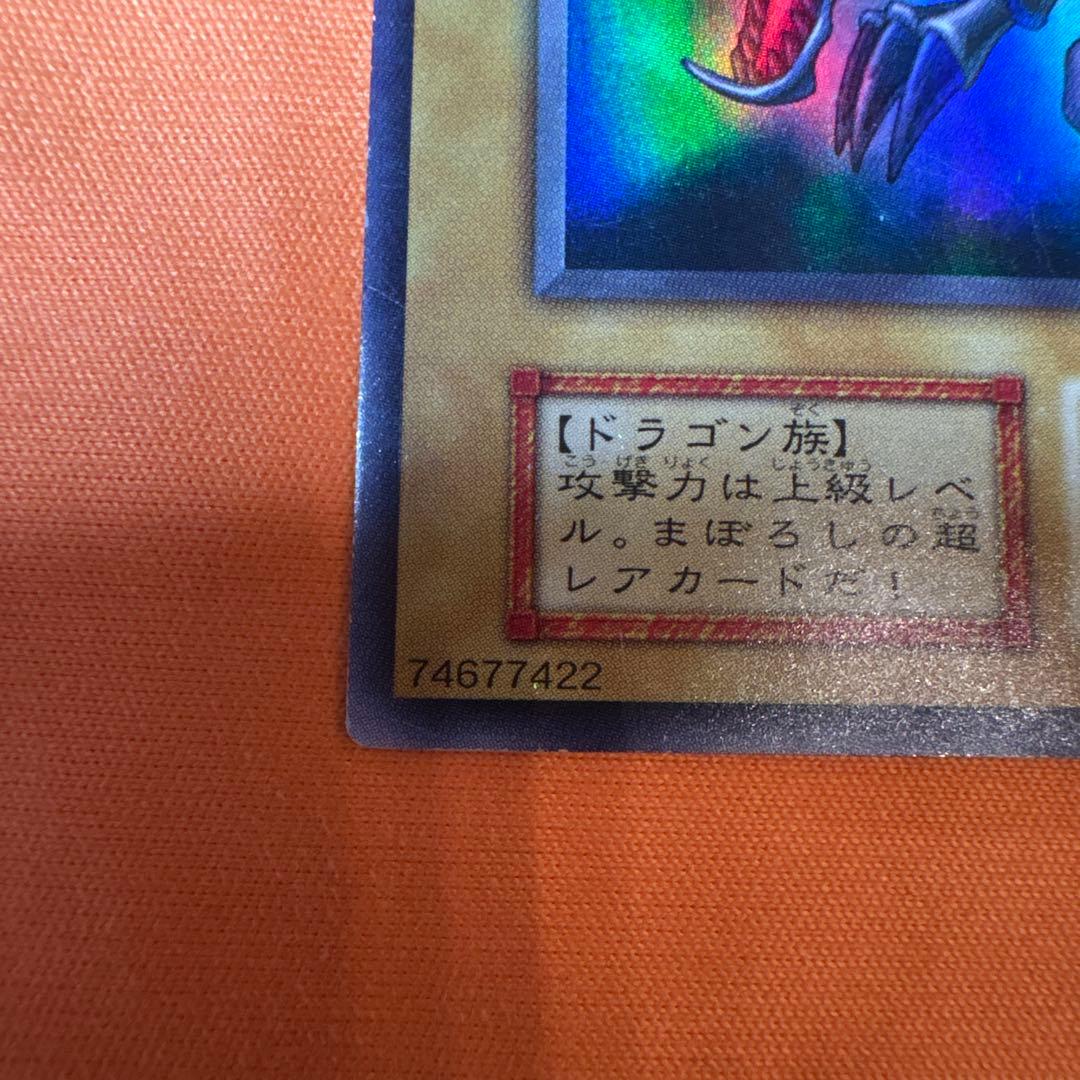 【ドラゴン族】
攻撃力は上級レベ
ル。まぼろしの超
レアカードだ！
74677422